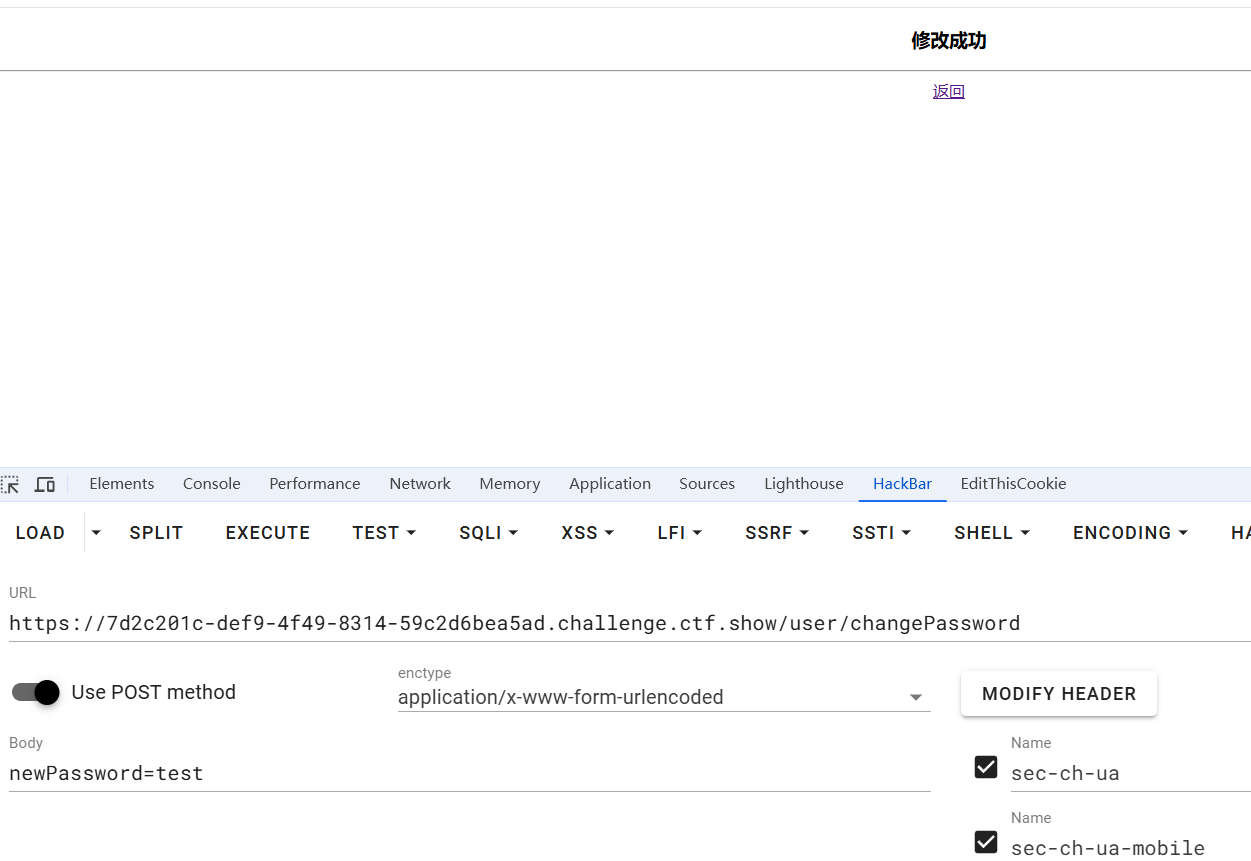 修改成功
返回
Elements Console Performance Network Memory Application Sources Lighthouse HackBar EditThisCookie
LOAD SPLIT EXECUTE TEST SQLI XSS LFI SSRF SSTI SHELL ENCODING HA
URL
https://7d2c201c-def9-4f49-8314-59c2d6bea5ad.challenge.ctf.show/user/changePassword
Use POST method
enctype
application/x-www-form-urlencoded
MODIFY HEADER
Body
newPassword=test
Name
sec-ch-ua
Name
sec-ch-ua-mobile